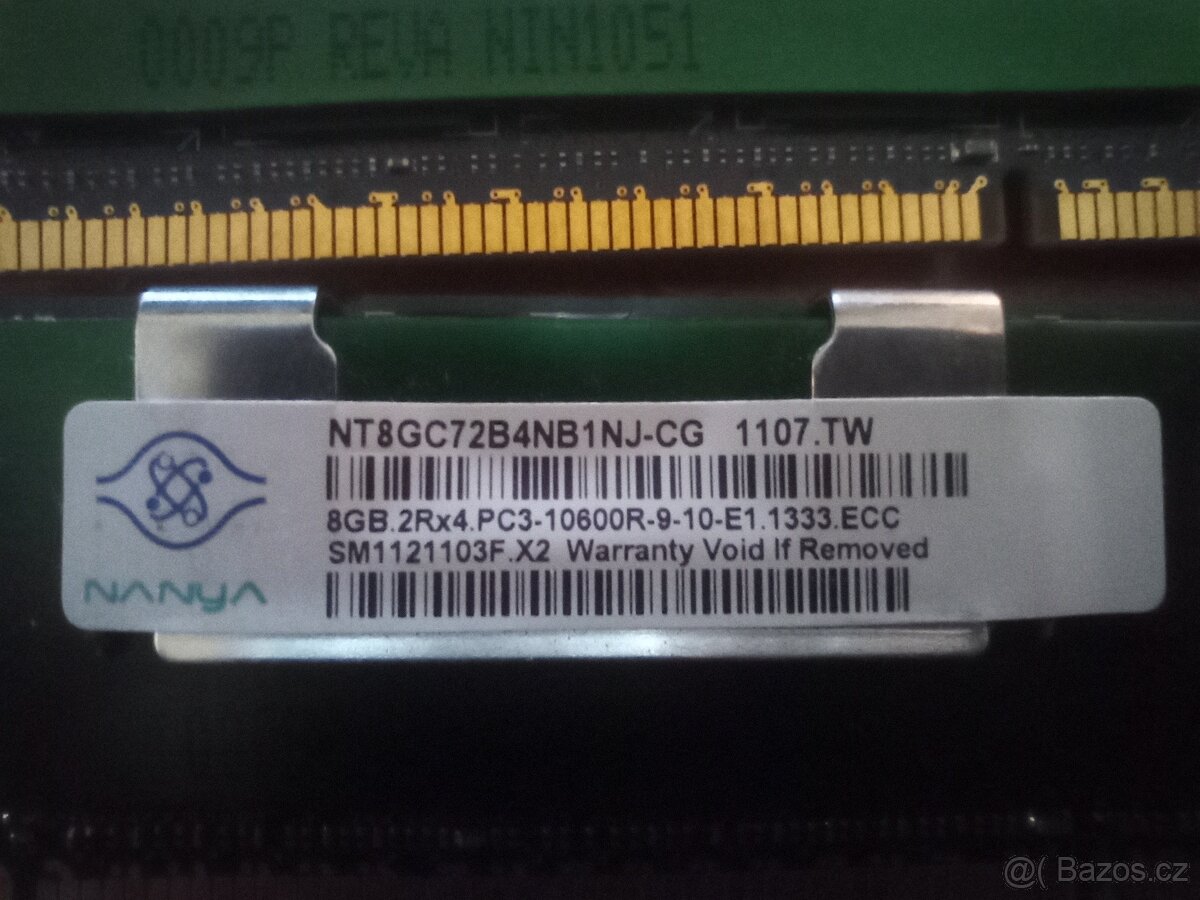 0009P REVA NIN1051
NT8GC72B4NB1NJ-CG 1107.TW
8GB.2Rx4.PC3-10600R-9-10-E1.1333.ECC
SM1121103F.X2 Warranty Void If Removed
NANYA
@( Bazos.cz